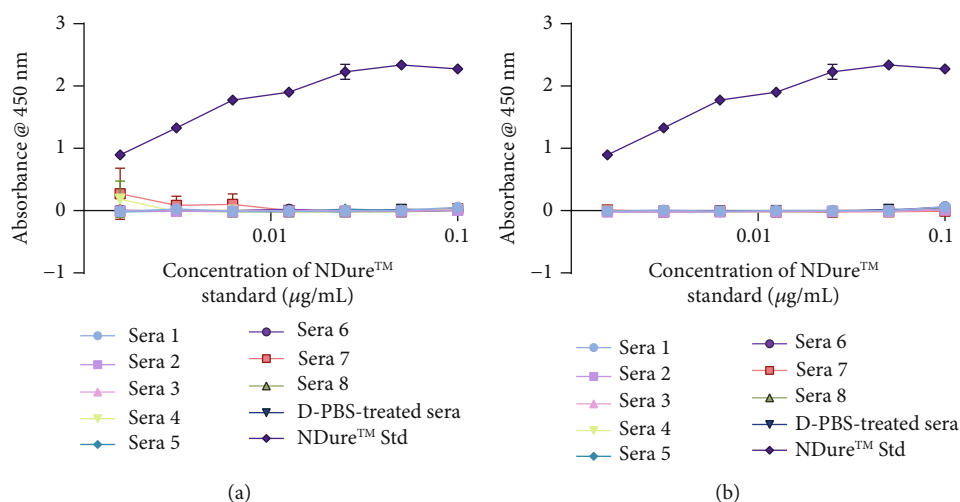 3
2
1
0
−1
Absorbance @ 450 nm
0.01
0.1
Concentration of NDure™
standard (μg/mL)
Sera 1
Sera 2
Sera 3
Sera 4
Sera 5
Sera 6
Sera 7
Sera 8
D-PBS-treated sera
NDure™ Std
(a)
3
2
1
0
−1
Absorbance @ 450 nm
0.01
0.1
Concentration of NDure™
standard (μg/mL)
Sera 1
Sera 2
Sera 3
Sera 4
Sera 5
Sera 6
Sera 7
Sera 8
D-PBS-treated sera
NDure™ Std
(b)